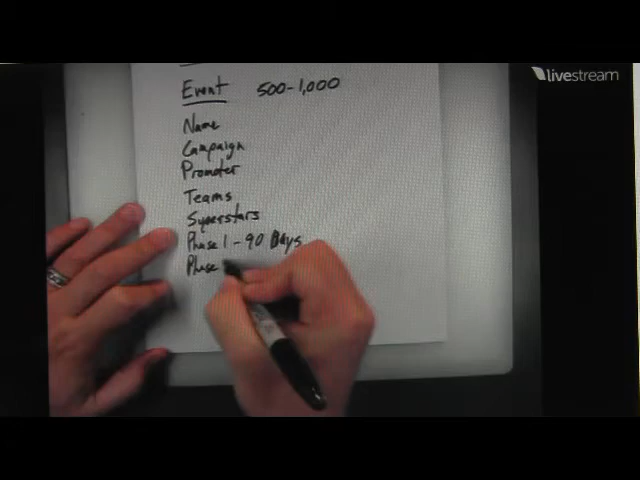 livestream
Event 500-1,000
Name
Campaign
Promoter
Teams
Superstars
Phase 1 - 90 Days
Phase